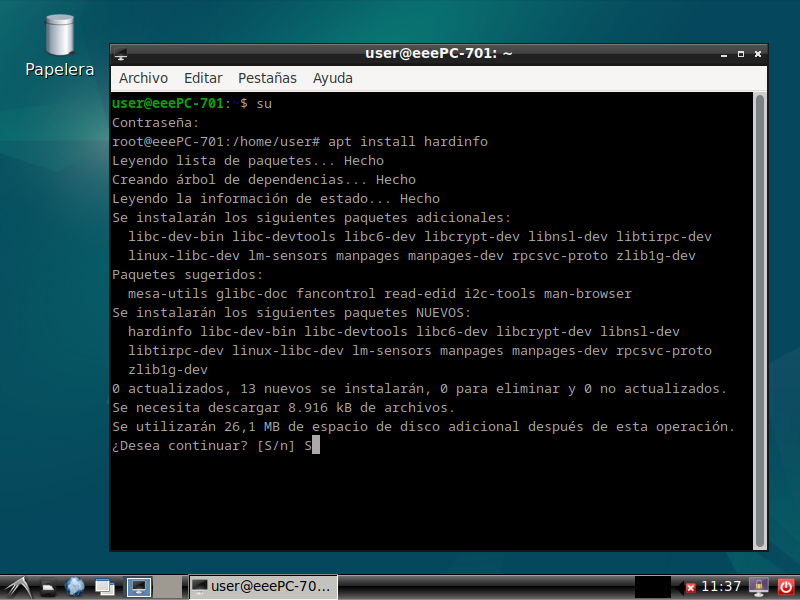 Papelera
user@eeePC-701: ~
Archivo Editar Pestañas Ayuda
user@eeePC-701:~$ su
Contraseña:
root@eeePC-701:/home/user# apt install hardinfo
Leyendo lista de paquetes... Hecho
Creando árbol de dependencias... Hecho
Leyendo la información de estado... Hecho
Se instalarán los siguientes paquetes adicionales:
libc-dev-bin libc-devtools libc6-dev libcrypt-dev libnsl-dev libtirpc-dev
linux-libc-dev lm-sensors manpages manpages-dev rpcsvc-proto zlib1g-dev
Paquetes sugeridos:
mesa-utils glibc-doc fancontrol read-edid i2c-tools man-browser
Se instalarán los siguientes paquetes NUEVOS:
hardinfo libc-dev-bin libc-devtools libc6-dev libcrypt-dev libnsl-dev
libtirpc-dev linux-libc-dev lm-sensors manpages manpages-dev rpcsvc-proto
zlib1g-dev
0 actualizados, 13 nuevos se instalarán, 0 para eliminar y 0 no actualizados.
Se necesita descargar 8.916 kB de archivos.
Se utilizarán 26,1 MB de espacio de disco adicional después de esta operación.
¿Desea continuar? [S/n] S
user@eeePC-70...
11:37